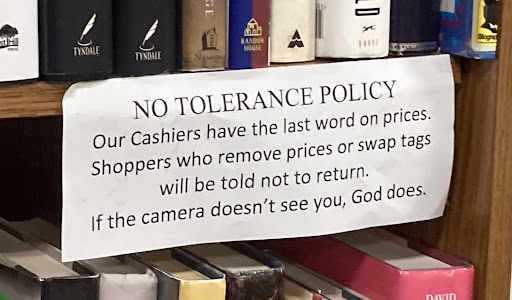 TYNDALE
TYNDALE
RANDOM
HOUSE
NO TOLERANCE POLICY
Our Cashiers have the last word on prices.
Shoppers who remove prices or swap tags
will be told not to return.
If the camera doesn't see you, God does.
DAVID